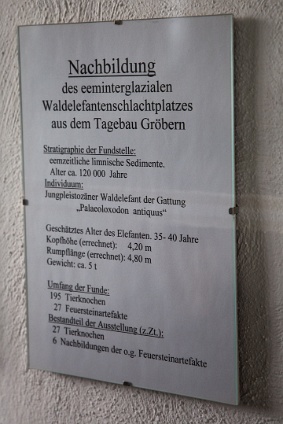 Nachbildung
des eeminterglazialen
Waldelefantenschlachtplatzes
aus dem Tagebau Gröbern
Stratigraphie der Fundstelle:
eemzeitliche limnische Sedimente.
Alter ca. 120 000 Jahre
Individuum:
Jungpleistozäner Waldelefant der Gattung
„Palaeoloxodon antiquus“
Geschätztes Alter des Elefanten. 35- 40 Jahre
Kopfhöhe (errechnet): 4,20 m
Rumpflänge (errechnet): 4,80 m
Gewicht: ca. 5 t
Umfang der Funde:
195 Tierknochen
27 Feuersteinartefakte
Bestandteil der Ausstellung (z.Zt.):
27 Tierknochen
6 Nachbildungen der o.g. Feuersteinartefakte